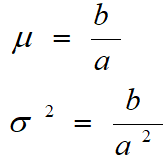 μ = b/a
σ² = b/a²